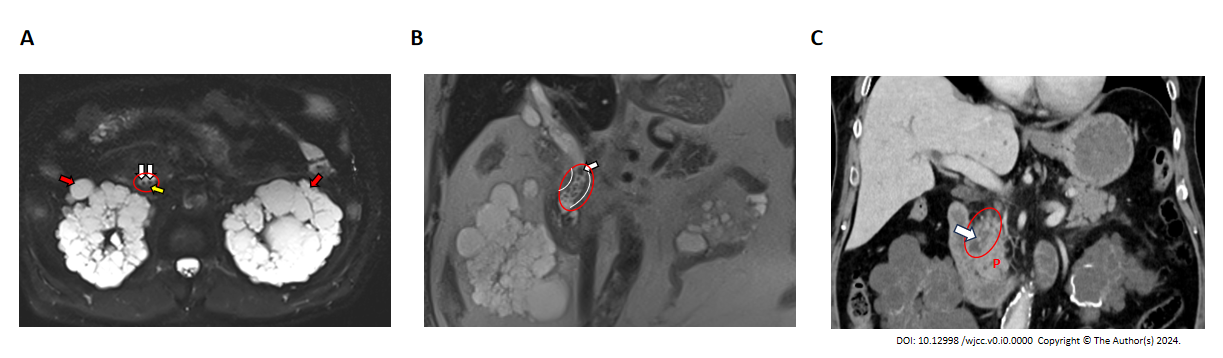 A
B
C
P
DOI: 10.12998 /wjcc.v0.i0.0000 Copyright © The Author(s) 2024.